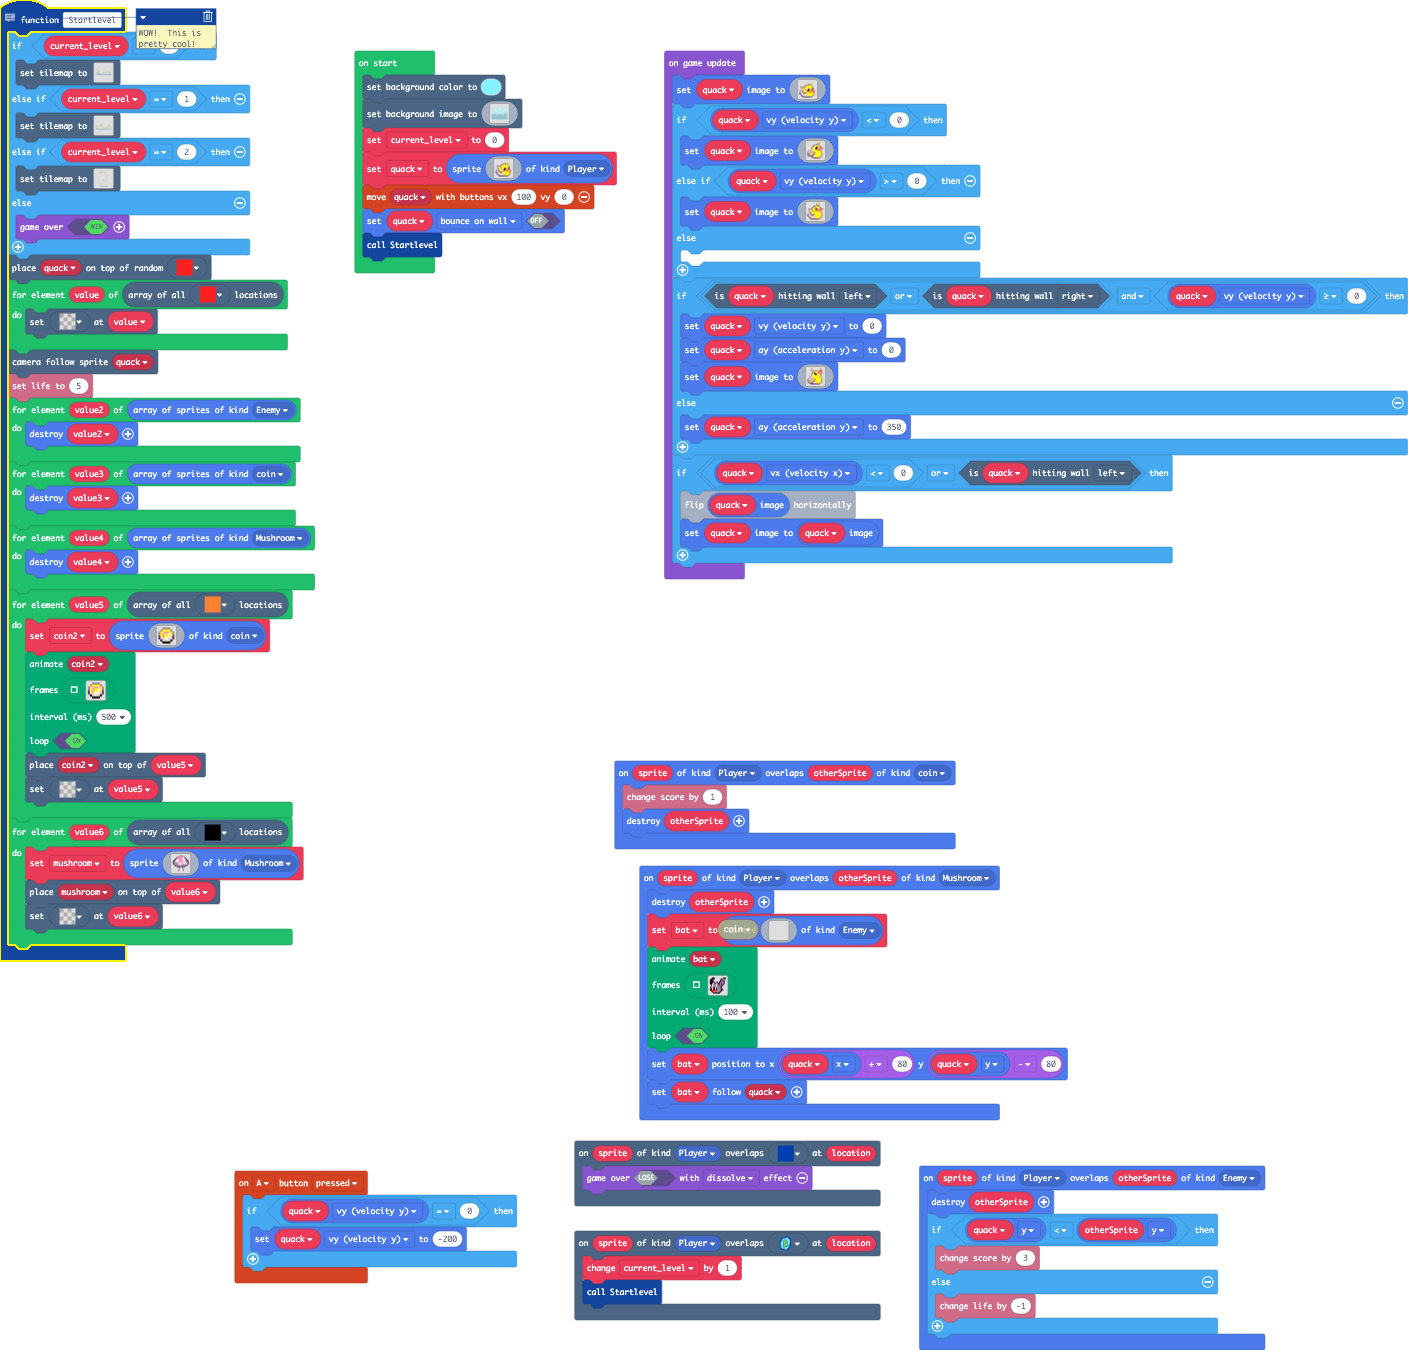 function Startlevel
WOW!  This is
pretty cool!
if current_level
set tilemap to
else if current_level = 1 then
set tilemap to
else if current_level = 2 then
set tilemap to
else
game over WIN
place quack on top of random
for element value of array of all locations
do set at value
camera follow sprite quack
set life to 5
for element value2 of array of sprites of kind Enemy
do destroy value2
for element value3 of array of sprites of kind coin
do destroy value3
for element value4 of array of sprites of kind Mushroom
do destroy value4
for element value5 of array of all locations
do set coin2 to sprite of kind coin
animate coin2
frames
interval (ms) 500
loop ON
place coin2 on top of value5
set at value5
for element value6 of array of all locations
do set mushroom to sprite of kind Mushroom
place mushroom on top of value6
set at value6
on start
set background color to
set background image to
set current_level to 0
set quack to sprite of kind Player
move quack with buttons vx 100 vy 0
set quack bounce on wall OFF
call Startlevel
on game update
set quack image to
if quack vy (velocity y) < 0 then
set quack image to
else if quack vy (velocity y) > 0 then
set quack image to
else
if is quack hitting wall left or is quack hitting wall right and quack vy (velocity y) ≥ 0 then
set quack vy (velocity y) to 0
set quack ay (acceleration y) to 0
set quack image to
else
set quack ay (acceleration y) to 350
if quack vx (velocity x) < 0 or is quack hitting wall left then
flip quack image horizontally
set quack image to quack image
on sprite of kind Player overlaps otherSprite of kind coin
change score by 1
destroy otherSprite
on sprite of kind Player overlaps otherSprite of kind Mushroom
destroy otherSprite
set bat to coin of kind Enemy
animate bat
frames
interval (ms) 100
loop ON
set bat position to x quack x + 80 y quack y - 80
set bat follow quack
on A button pressed
if quack vy (velocity y) = 0 then
set quack vy (velocity y) to -200
on sprite of kind Player overlaps at location
game over LOSE with dissolve effect
on sprite of kind Player overlaps at location
change current_level by 1
call Startlevel
on sprite of kind Player overlaps otherSprite of kind Enemy
destroy otherSprite
if quack y < otherSprite y then
change score by 3
else
change life by -1